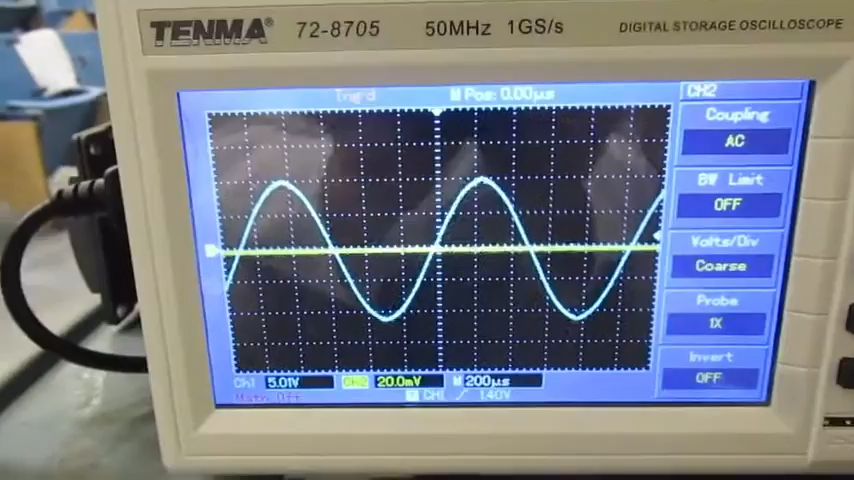 TENMA® 72-8705 50MHz 1GS/s DIGITAL STORAGE OSCILLOSCOPE
Trig'd M Pos: 0.00µs CH2
Coupling
AC
BW Limit
OFF
Volts/Div
Coarse
Probe
1X
Invert
OFF
Ch1 5.01V CH2 20.0mV M 200µs
CH1 1.40V